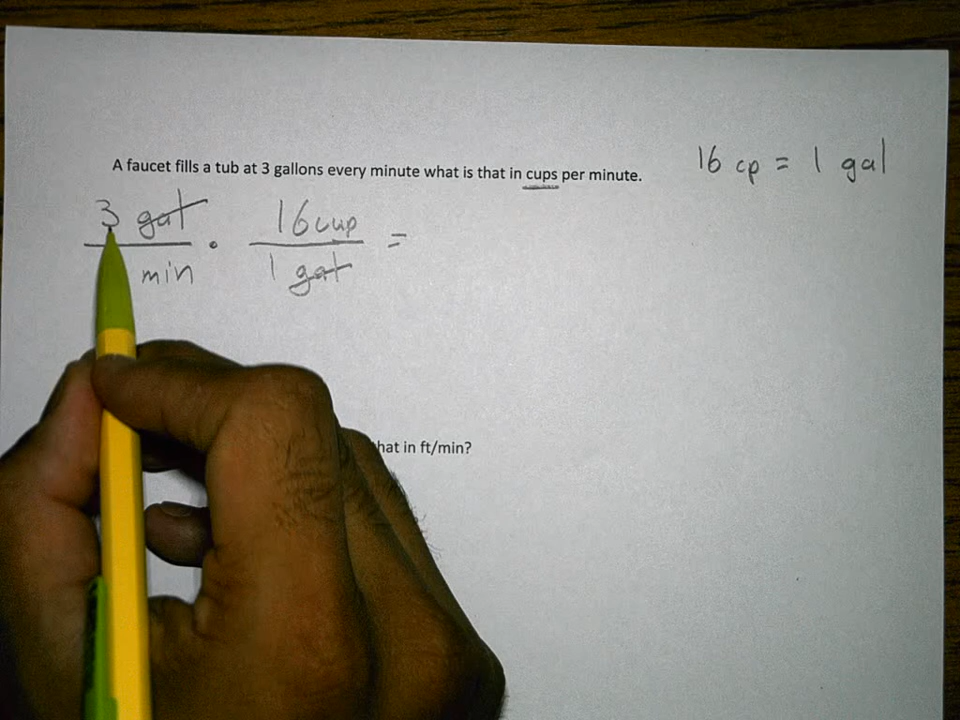 A faucet fills a tub at 3 gallons every minute what is that in cups per minute.
16 cp = 1 gal
3 gal · 16 cup =
min 1 gal
hat in ft/min?